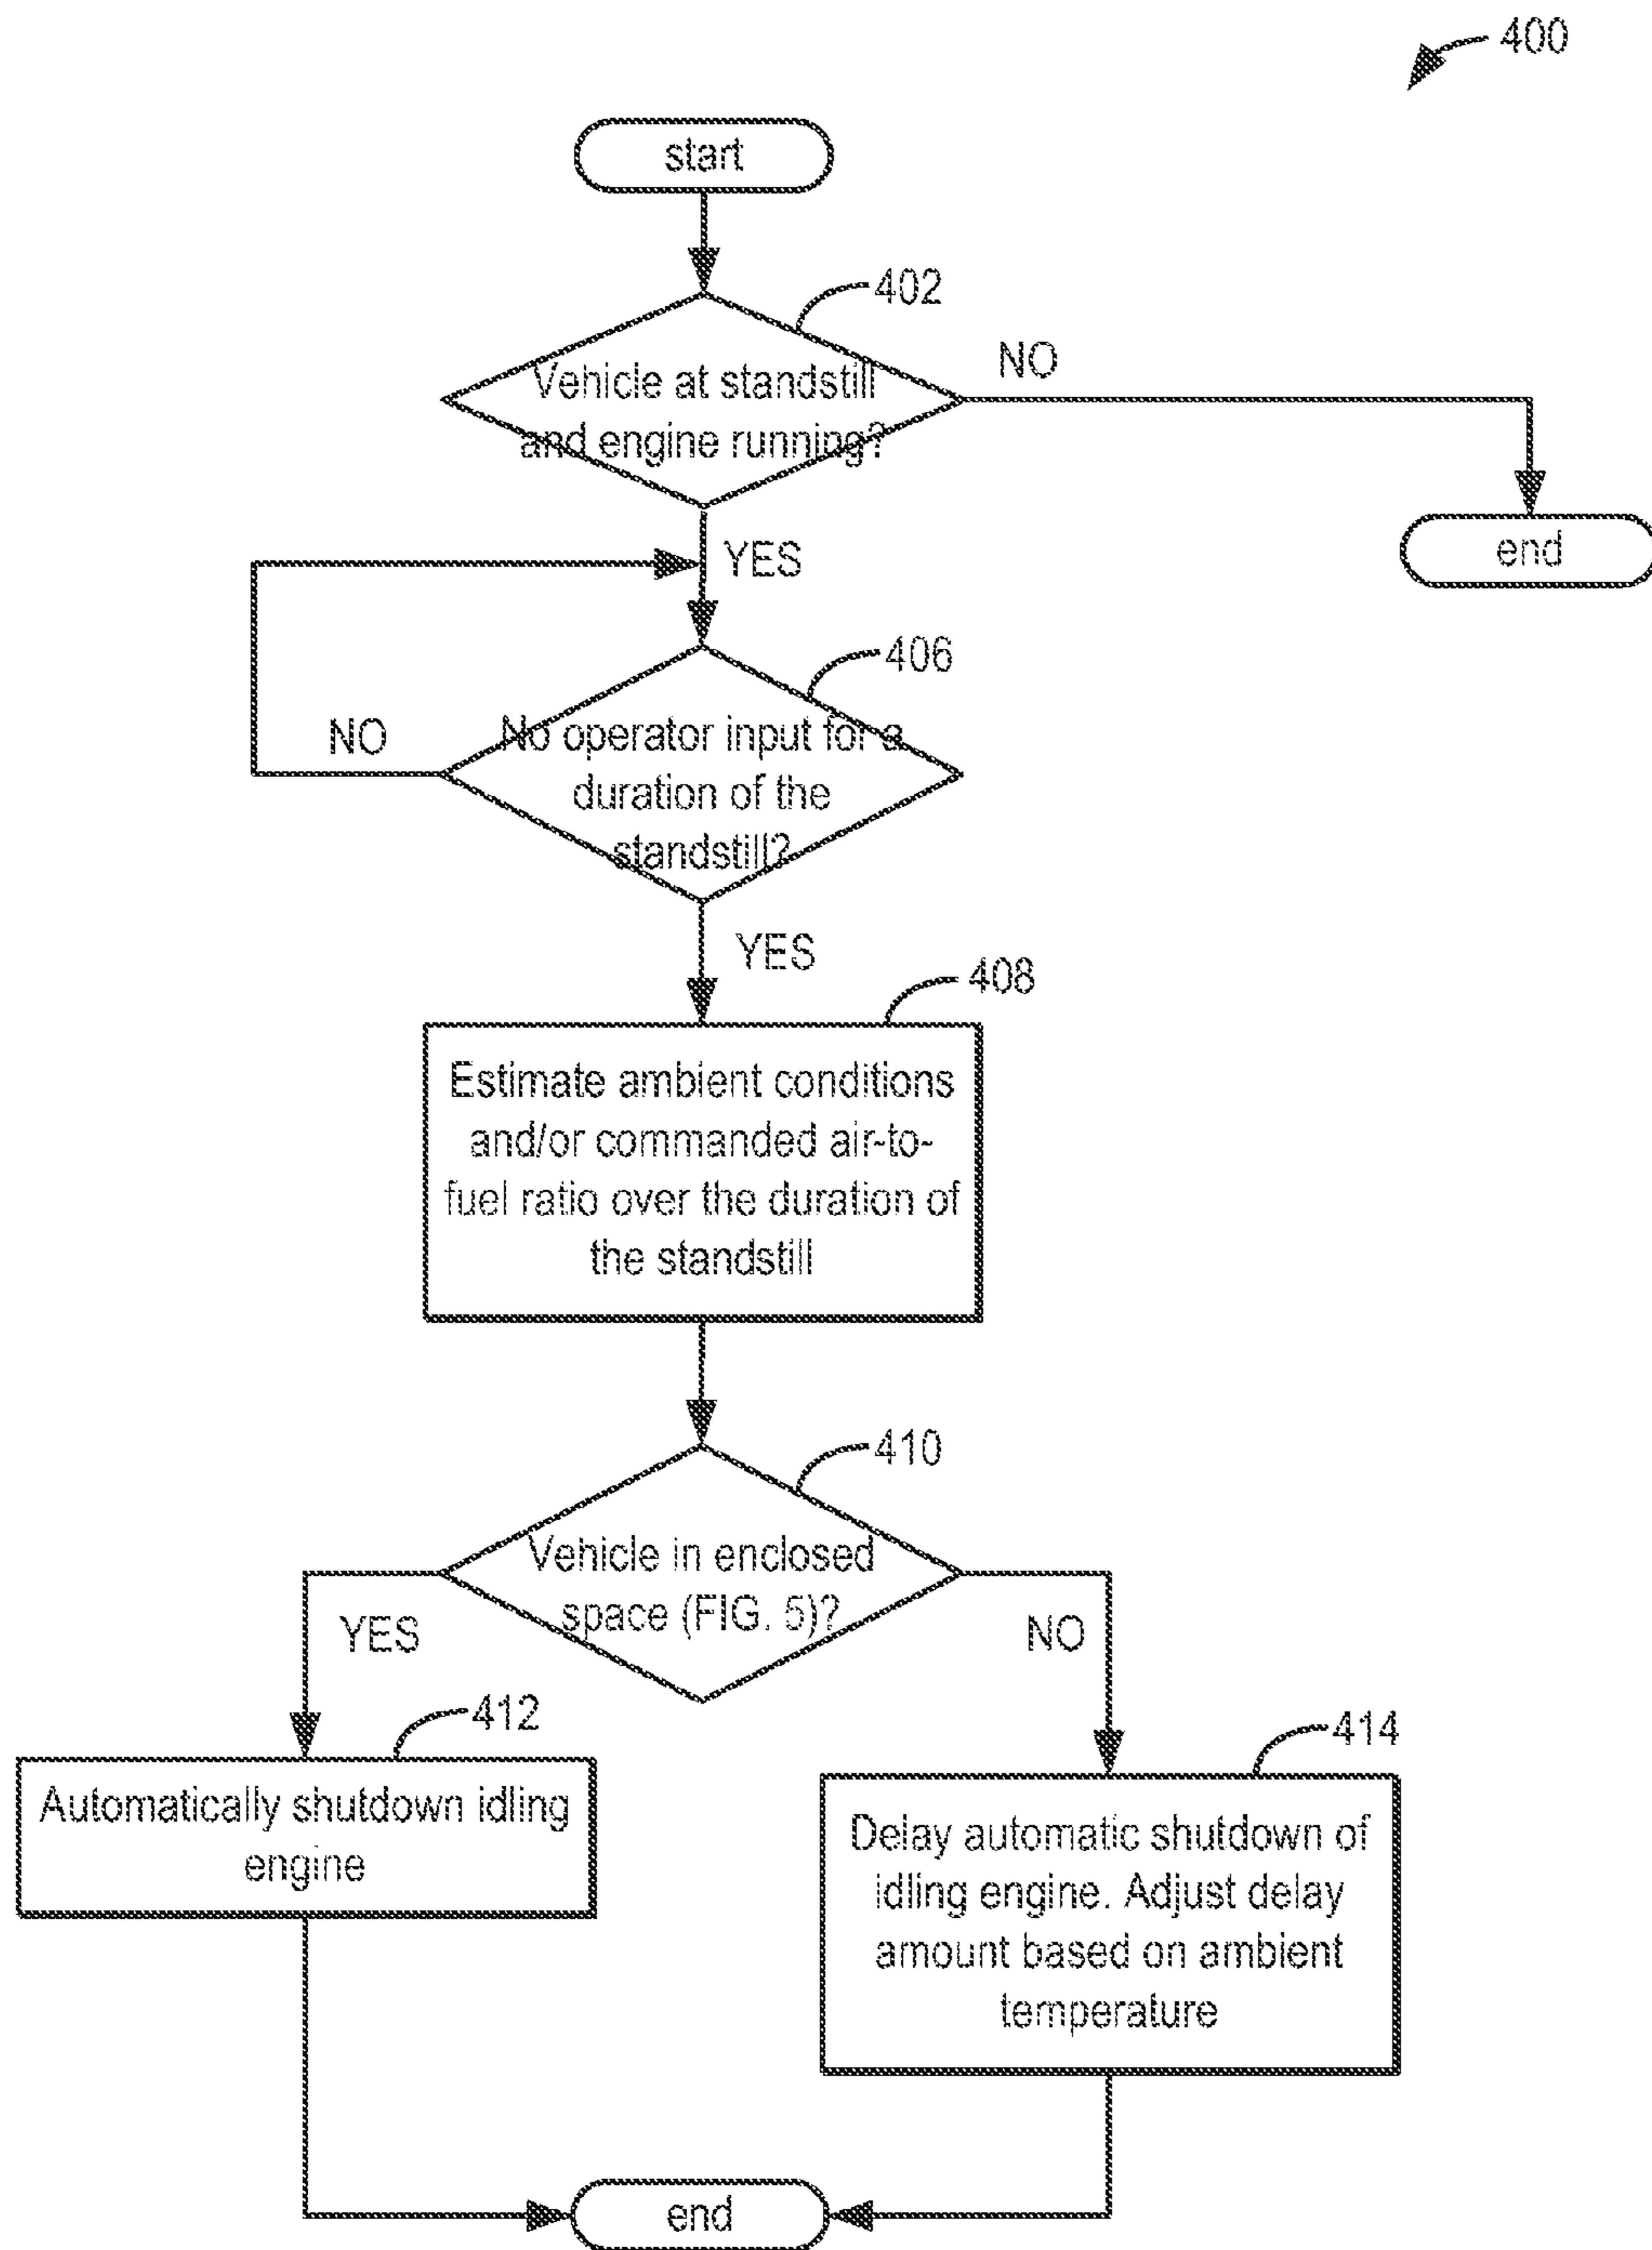 400
start
402
Vehicle at standstill
and engine running?
NO
end
YES
406
No operator input for a
duration of the
standstill?
NO
YES
408
Estimate ambient conditions
and/or commanded air-to-
fuel ratio over the duration of
the standstill
410
Vehicle in enclosed
space (FIG. 5)?
YES
NO
412
Automatically shutdown idling
engine
414
Delay automatic shutdown of
idling engine. Adjust delay
amount based on ambient
temperature
end